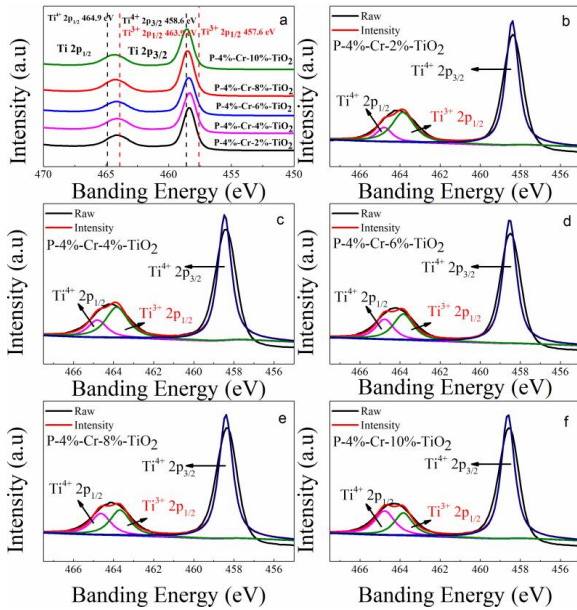 Ti⁴⁺ 2p1/2 464.9 eV Ti⁴⁺ 2p3/2 458.6 eV a
Ti³⁺ 2p1/2 463.9 eV Ti³⁺ 2p1/2 457.6 eV
Ti 2p1/2 Ti 2p3/2
P-4%-Cr-10%-TiO2
P-4%-Cr-8%-TiO2
P-4%-Cr-6%-TiO2
P-4%-Cr-4%-TiO2
P-4%-Cr-2%-TiO2
Intensity (a.u)
470 465 460 455 450
Banding Energy (eV)
b
P-4%-Cr-2%-TiO2
Ti⁴⁺ 2p3/2
Ti⁴⁺ 2p1/2
Ti³⁺ 2p1/2
Intensity (a.u)
466 464 462 460 458 456
Banding Energy (eV)
Raw
Intensity c
P-4%-Cr-4%-TiO2
Ti⁴⁺ 2p3/2
Ti⁴⁺ 2p1/2
Ti³⁺ 2p1/2
Intensity (a.u)
466 464 462 460 458 456
Banding Energy (eV)
Raw
Intensity d
P-4%-Cr-6%-TiO2
Ti⁴⁺ 2p3/2
Ti⁴⁺ 2p1/2
Ti³⁺ 2p1/2
Intensity (a.u)
466 464 462 460 458 456
Banding Energy (eV)
Raw
Intensity e
P-4%-Cr-8%-TiO2
Ti⁴⁺ 2p3/2
Ti⁴⁺ 2p1/2
Ti³⁺ 2p1/2
Intensity (a.u)
466 464 462 460 458 456
Banding Energy (eV)
Raw
Intensity f
P-4%-Cr-10%-TiO2
Ti⁴⁺ 2p3/2
Ti⁴⁺ 2p1/2
Ti³⁺ 2p1/2
Intensity (a.u)
466 464 462 460 458 456
Banding Energy (eV)